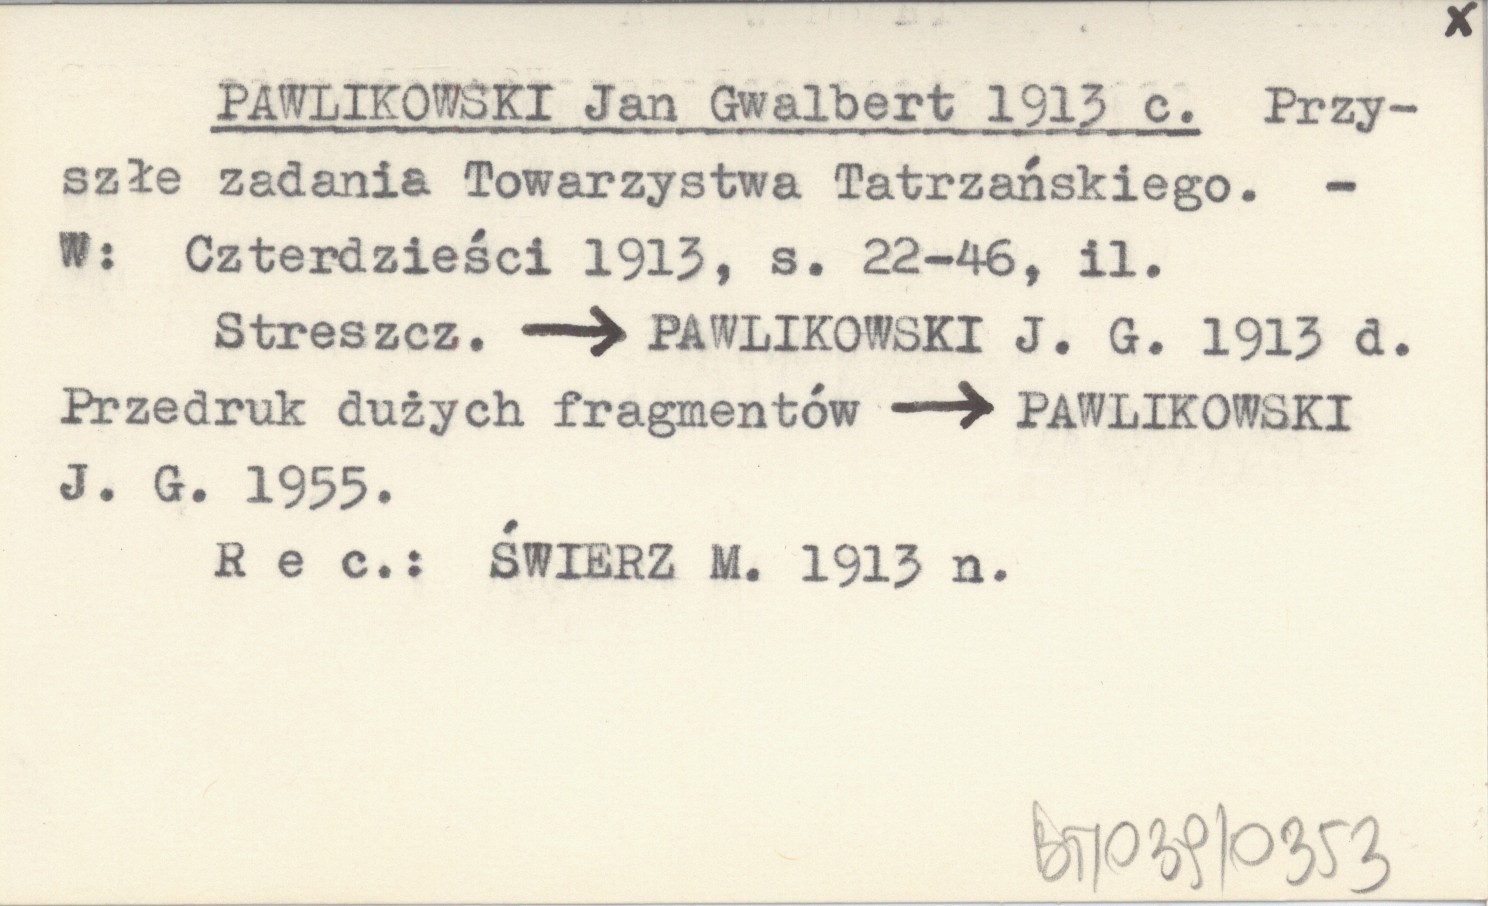 x
PAWLIKOWSKI Jan Gwalbert 1913 c. Przy-
szłe zadania Towarzystwa Tatrzańskiego. -
W: Czterdzieści 1913, s. 22-46, il.
Streszcz. → PAWLIKOWSKI J. G. 1913 d.
Przedruk dużych fragmentów → PAWLIKOWSKI
J. G. 1955.
R e c.: ŚWIERZ M. 1913 n.
BT/039/0353